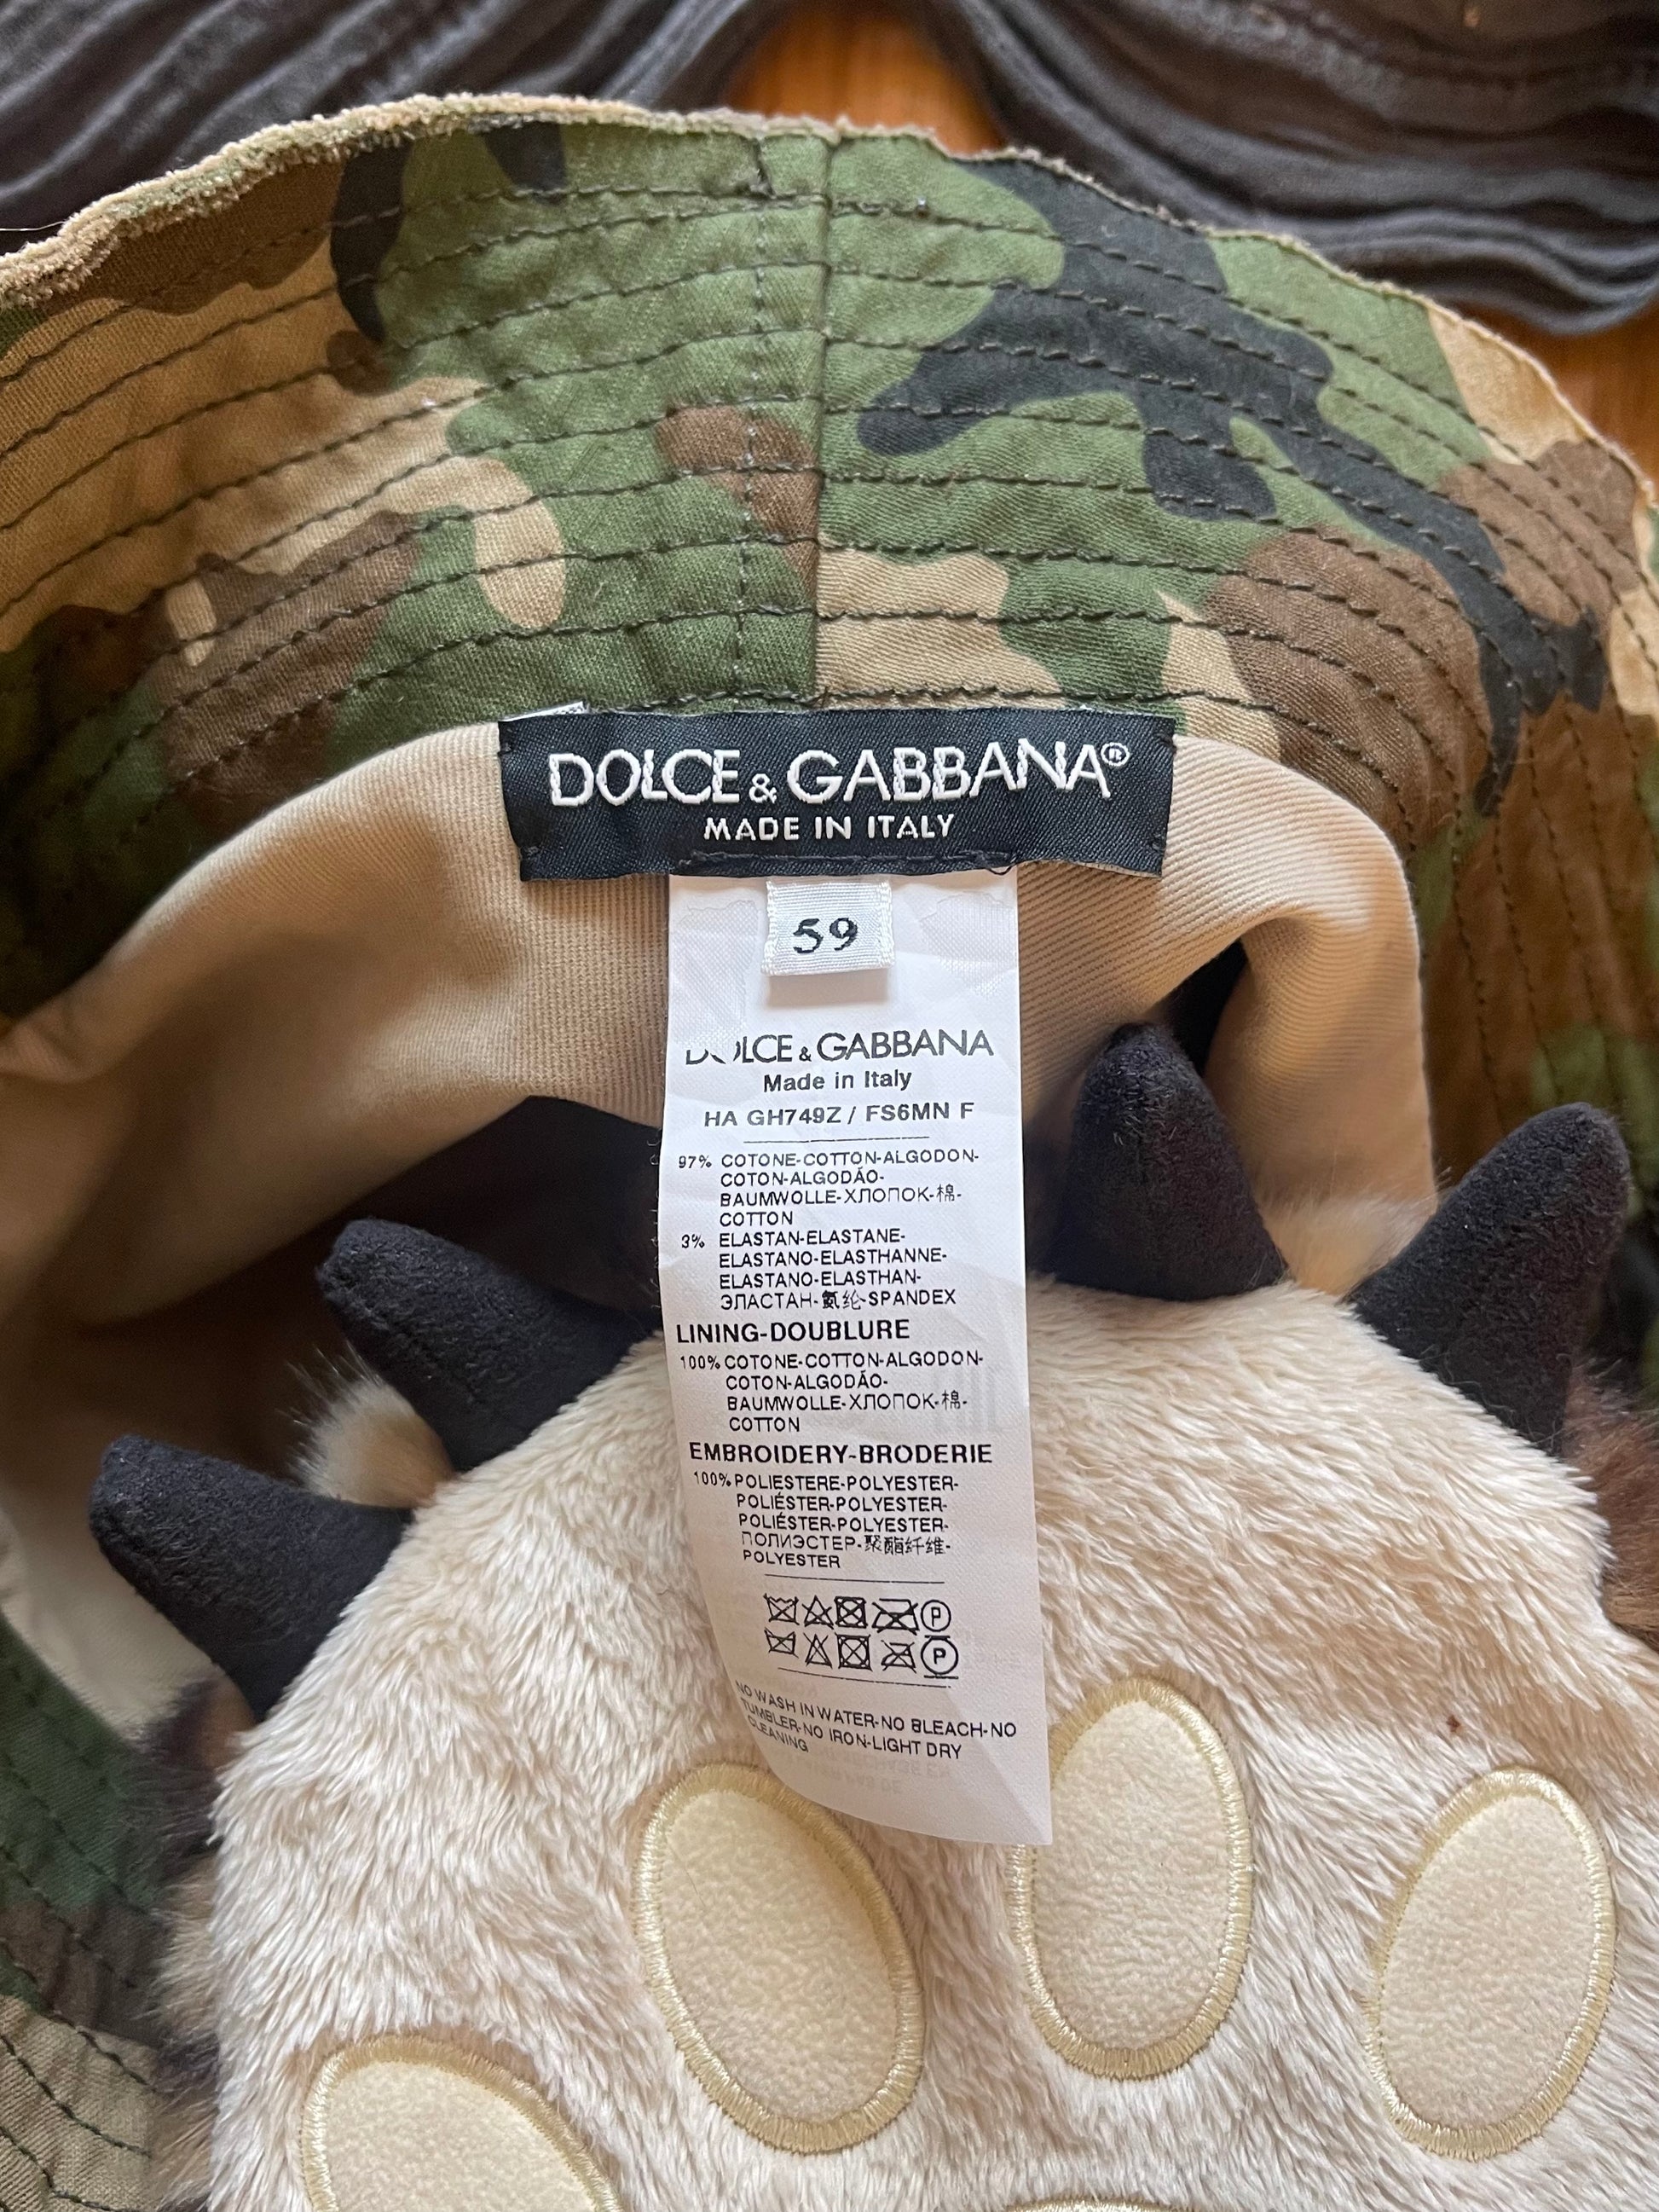 DOLCE & GABBANA®
MADE IN ITALY
59
DOLCE & GABBANA
Made in Italy
HA GH749Z / FS6MN F
97% COTONE-COTTON-ALGODON-
COTON-ALGODÃO-
BAUMWOLLE-ХЛОПОК-棉-
COTTON
3% ELASTAN-ELASTANE-
ELASTANO-ELASTHANNE-
ELASTANO-ELASTHAN-
ЭЛАСТАН-氨纶-SPANDEX
LINING-DOUBLURE
100% COTONE-COTTON-ALGODON-
COTON-ALGODÃO-
BAUMWOLLE-ХЛОПОК-棉-
COTTON
EMBROIDERY-BRODERIE
100% POLIESTERE-POLYESTER-
POLIÉSTER-POLYESTER-
POLIÉSTER-POLYESTER-
ПОЛИЭСТЕР-聚酯纤维-
POLYESTER
P
P
NO WASH IN WATER-NO BLEACH-NO
TUMBLER-NO IRON-LIGHT DRY
CLEANING